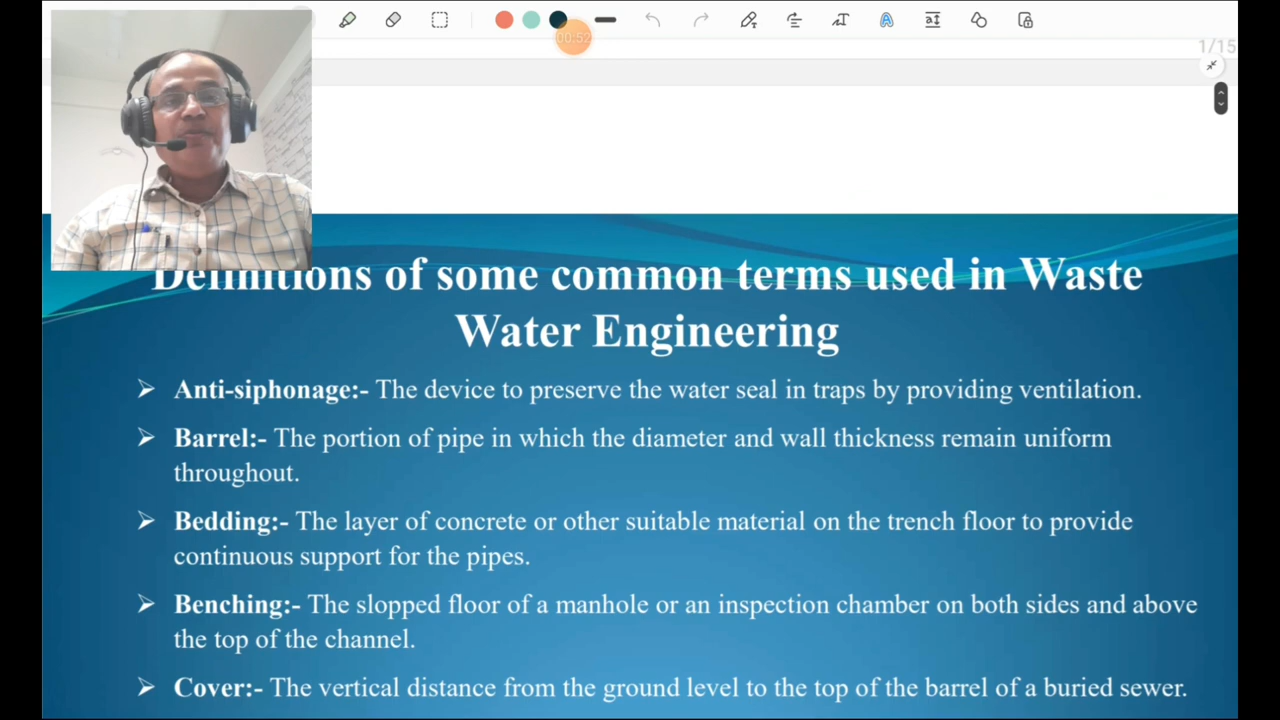 00:52
1/15
Definitions of some common terms used in Waste
Water Engineering
Anti-siphonage:- The device to preserve the water seal in traps by providing ventilation.
Barrel:- The portion of pipe in which the diameter and wall thickness remain uniform
throughout.
Bedding:- The layer of concrete or other suitable material on the trench floor to provide
continuous support for the pipes.
Benching:- The slopped floor of a manhole or an inspection chamber on both sides and above
the top of the channel.
Cover:- The vertical distance from the ground level to the top of the barrel of a buried sewer.